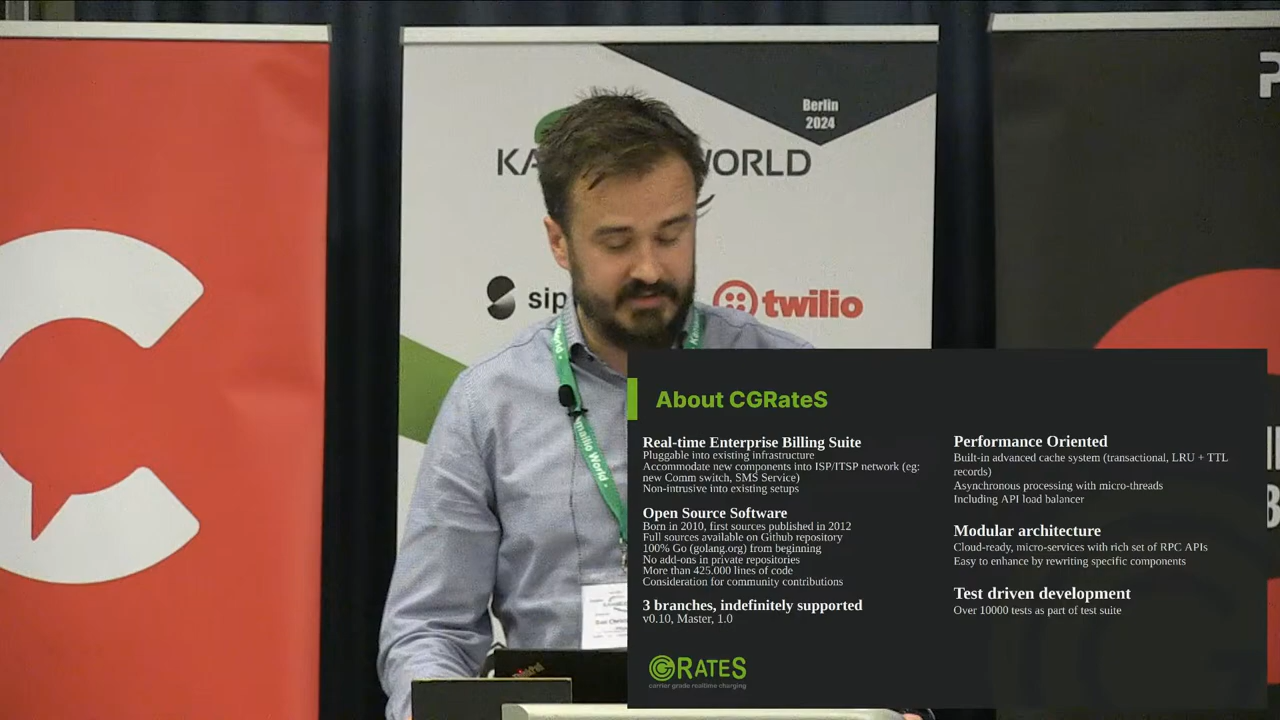 Berlin
2024
KA
WORLD
sip
twilio
About CGRateS
Real-time Enterprise Billing Suite
Pluggable into existing infrastructure
Accommodate new components into ISP/ITSP network (eg:
new Comm switch, SMS Service)
Non-intrusive into existing setups
Open Source Software
Born in 2010, first sources published in 2012
Full sources available on Github repository
100% Go (golang.org) from beginning
No add-ons in private repositories
More than 425.000 lines of code
Consideration for community contributions
3 branches, indefinitely supported
v0.10, Master, 1.0
Performance Oriented
Built-in advanced cache system (transactional, LRU + TTL
records)
Asynchronous processing with micro-threads
Including API load balancer
Modular architecture
Cloud-ready, micro-services with rich set of RPC APIs
Easy to enhance by rewriting specific components
Test driven development
Over 10000 tests as part of test suite
CGRATES
carrier grade realtime charging